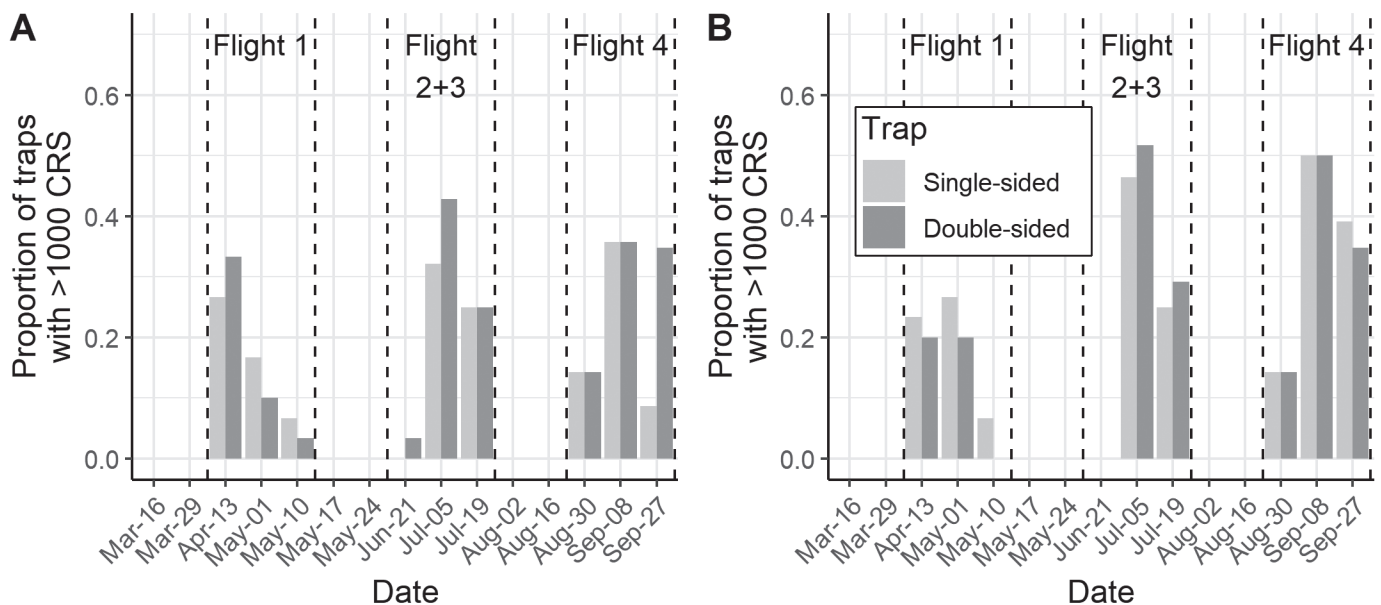 A
Flight 1
Flight
2+3
Flight 4
Proportion of traps
with >1000 CRS
0.6
0.4
0.2
0.0
Mar-16
Mar-29
Apr-13
May-01
May-10
May-17
May-24
Jun-21
Jul-05
Jul-19
Aug-02
Aug-16
Aug-30
Sep-08
Sep-27
Date
B
Flight 1
Flight
2+3
Flight 4
Proportion of traps
with >1000 CRS
0.6
0.4
0.2
0.0
Trap
Single-sided
Double-sided
Mar-16
Mar-29
Apr-13
May-01
May-10
May-17
May-24
Jun-21
Jul-05
Jul-19
Aug-02
Aug-16
Aug-30
Sep-08
Sep-27
Date